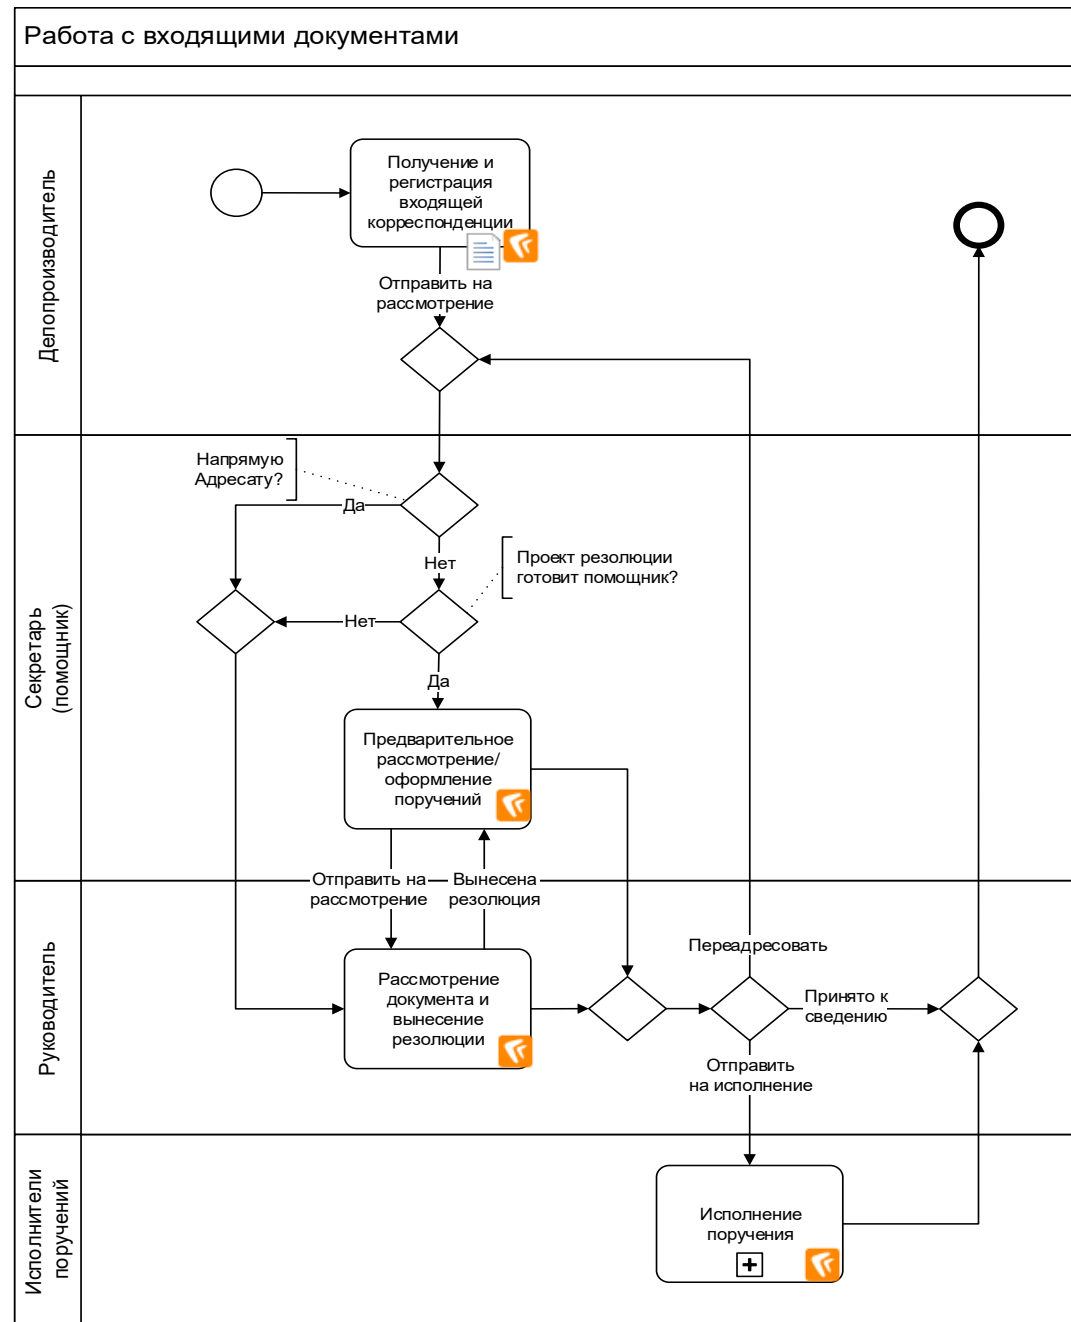 Работа с входящими документами
Делопроизводитель
Получение и
регистрация
входящей
корреспонденции
Отправить на
рассмотрение
Секретарь
(помощник)
Напрямую
Адресату?
Да
Нет
Проект резолюции
готовит помощник?
Нет
Да
Предварительное
рассмотрение/
оформление
поручений
Отправить на
рассмотрение
Вынесена
резолюция
Руководитель
Рассмотрение
документа и
вынесение
резолюции
Переадресовать
Принято к
сведению
Отправить
на исполнение
Исполнители
поручений
Исполнение
поручения